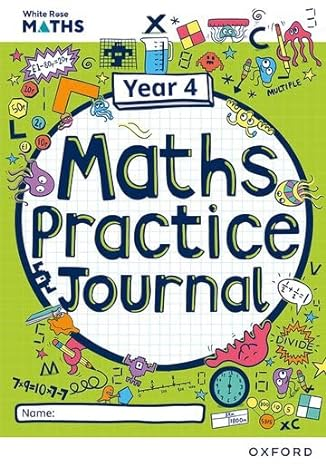 White Rose
MATHS
Year 4
MULTIPLE
Maths
Practice
Journal
DIVIDE
Name:
OXFORD